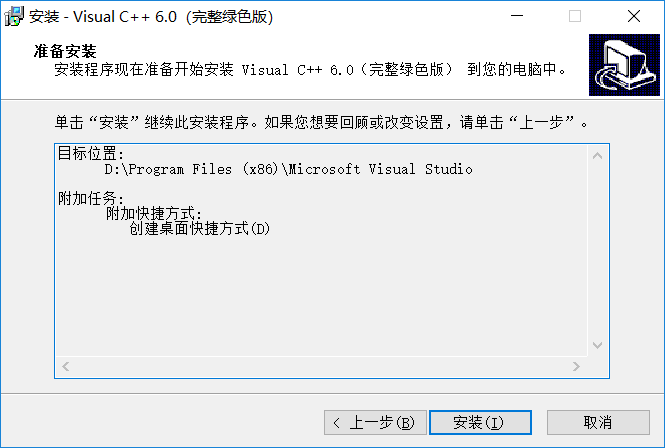 安装 - Visual C++ 6.0 (完整绿色版)
准备安装
安装程序现在准备开始安装 Visual C++ 6.0（完整绿色版） 到您的电脑中。
单击“安装”继续此安装程序。如果您想要回顾或改变设置，请单击“上一步”。
目标位置:
D:\Program Files (x86)\Microsoft Visual Studio
附加任务:
附加快捷方式:
创建桌面快捷方式(D)
< 上一步(B)
安装(I)
取消